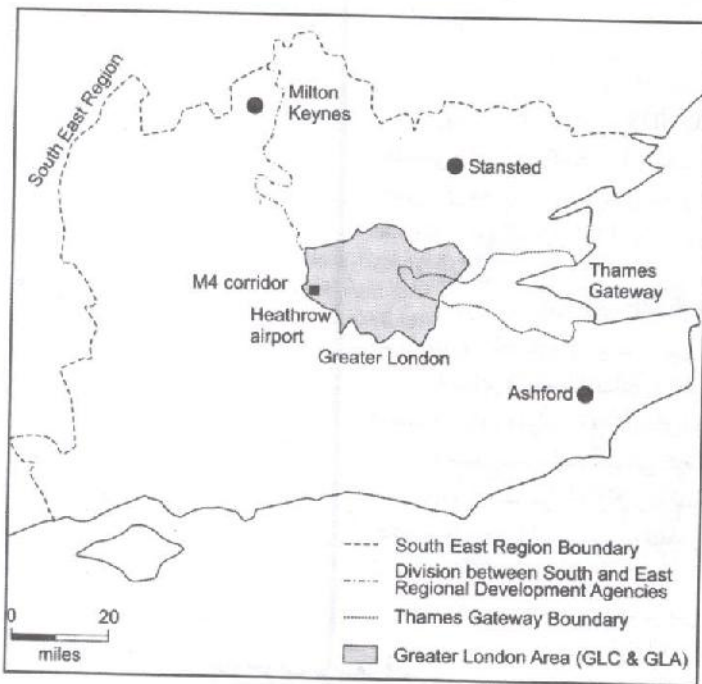 South East Region
Milton
Keynes
Stansted
M4 corridor
Heathrow
airport
Greater London
Thames
Gateway
Ashford
0 20
miles
South East Region Boundary
Division between South and East
Regional Development Agencies
Thames Gateway Boundary
Greater London Area (GLC & GLA)